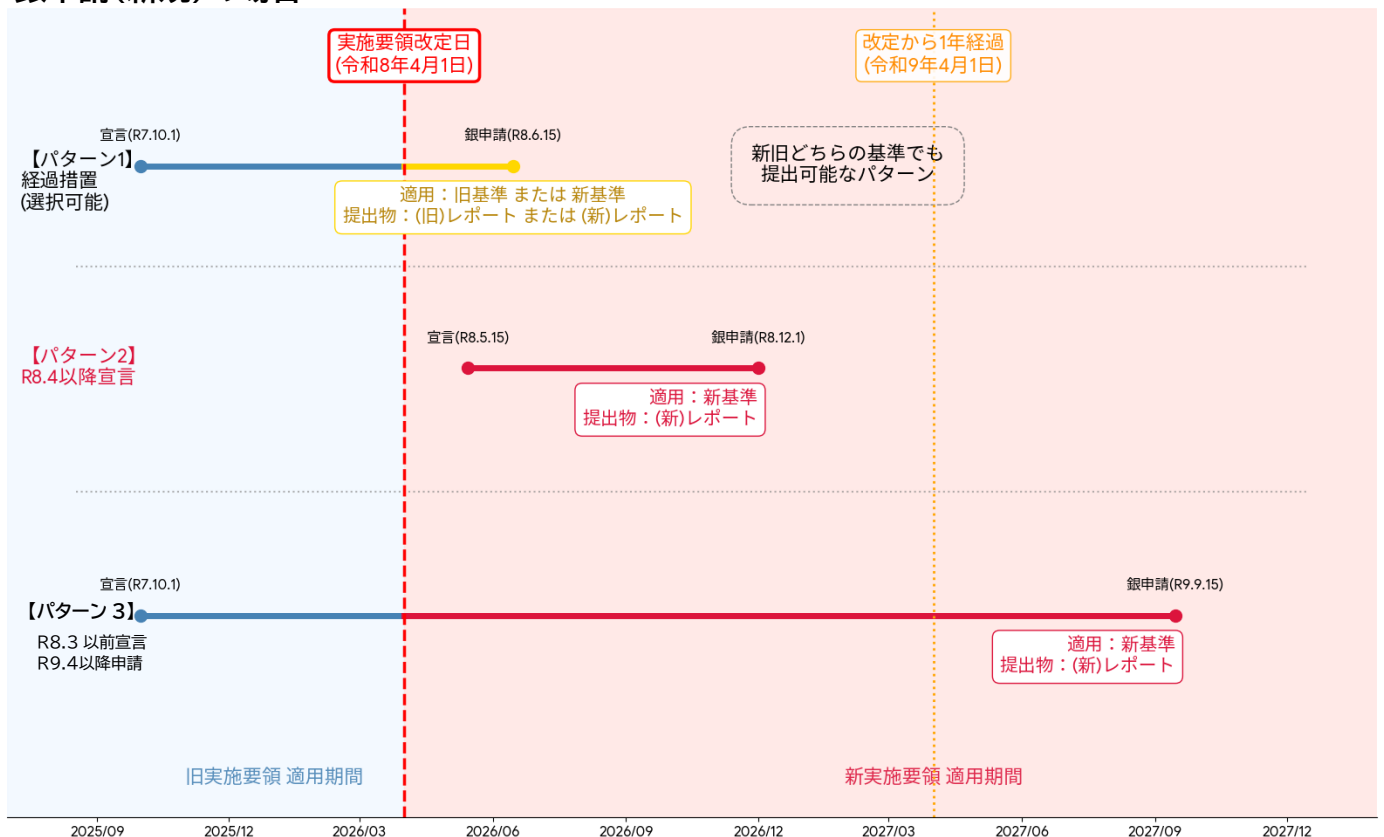 実施要領改定日
(令和8年4月1日)
改定から1年経過
(令和9年4月1日)
宣言(R7.10.1)
銀申請(R8.6.15)
【パターン1】
経過措置
(選択可能)
新旧どちらの基準でも
提出可能なパターン
適用：旧基準 または 新基準
提出物：(旧)レポート または (新)レポート
宣言(R8.5.15)
銀申請(R8.12.1)
【パターン2】
R8.4以降宣言
適用：新基準
提出物：(新)レポート
宣言(R7.10.1)
銀申請(R9.9.15)
【パターン 3】
R8.3 以前宣言
R9.4以降申請
適用：新基準
提出物：(新)レポート
旧実施要領 適用期間
新実施要領 適用期間
2025/09
2025/12
2026/03
2026/06
2026/09
2026/12
2027/03
2027/06
2027/09
2027/12